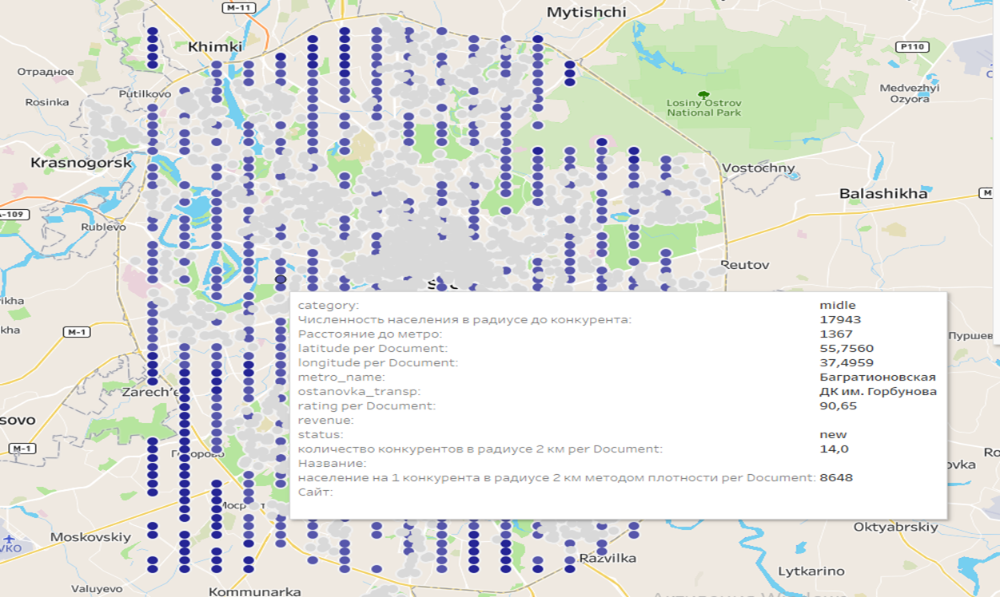 M-11
Mytishchi
Khimki
P110
Отрадное
Medvezhyi
Ozyora
Putilkovo
Rosinka
Losiny Ostrov
National Park
Krasnogorsk
Vostochny
Balashikha
-109
Rublevo
Reutov
ikha
kha
M-1
Пуршев
category: midle
Численность населения в радиусе до конкурента: 17943
Расстояние до метро: 1367
latitude per Document: 55,7560
longitude per Document: 37,4959
metro_name: Багратионовская
ostanovka_transp: ДК им. Горбунова
rating per Document: 90,65
revenue:
status: new
количество конкурентов в радиусе 2 км per Document: 14,0
Название:
население на 1 конкурента в радиусе 2 км методом плотности per Document: 8648
Сайт:
Zarech'e
sovo
M-1
ovka
Moskovskiy
Oktyabrskiy
VKO
Razvilka
Lytkarino
Valuyevo
Kommunarka